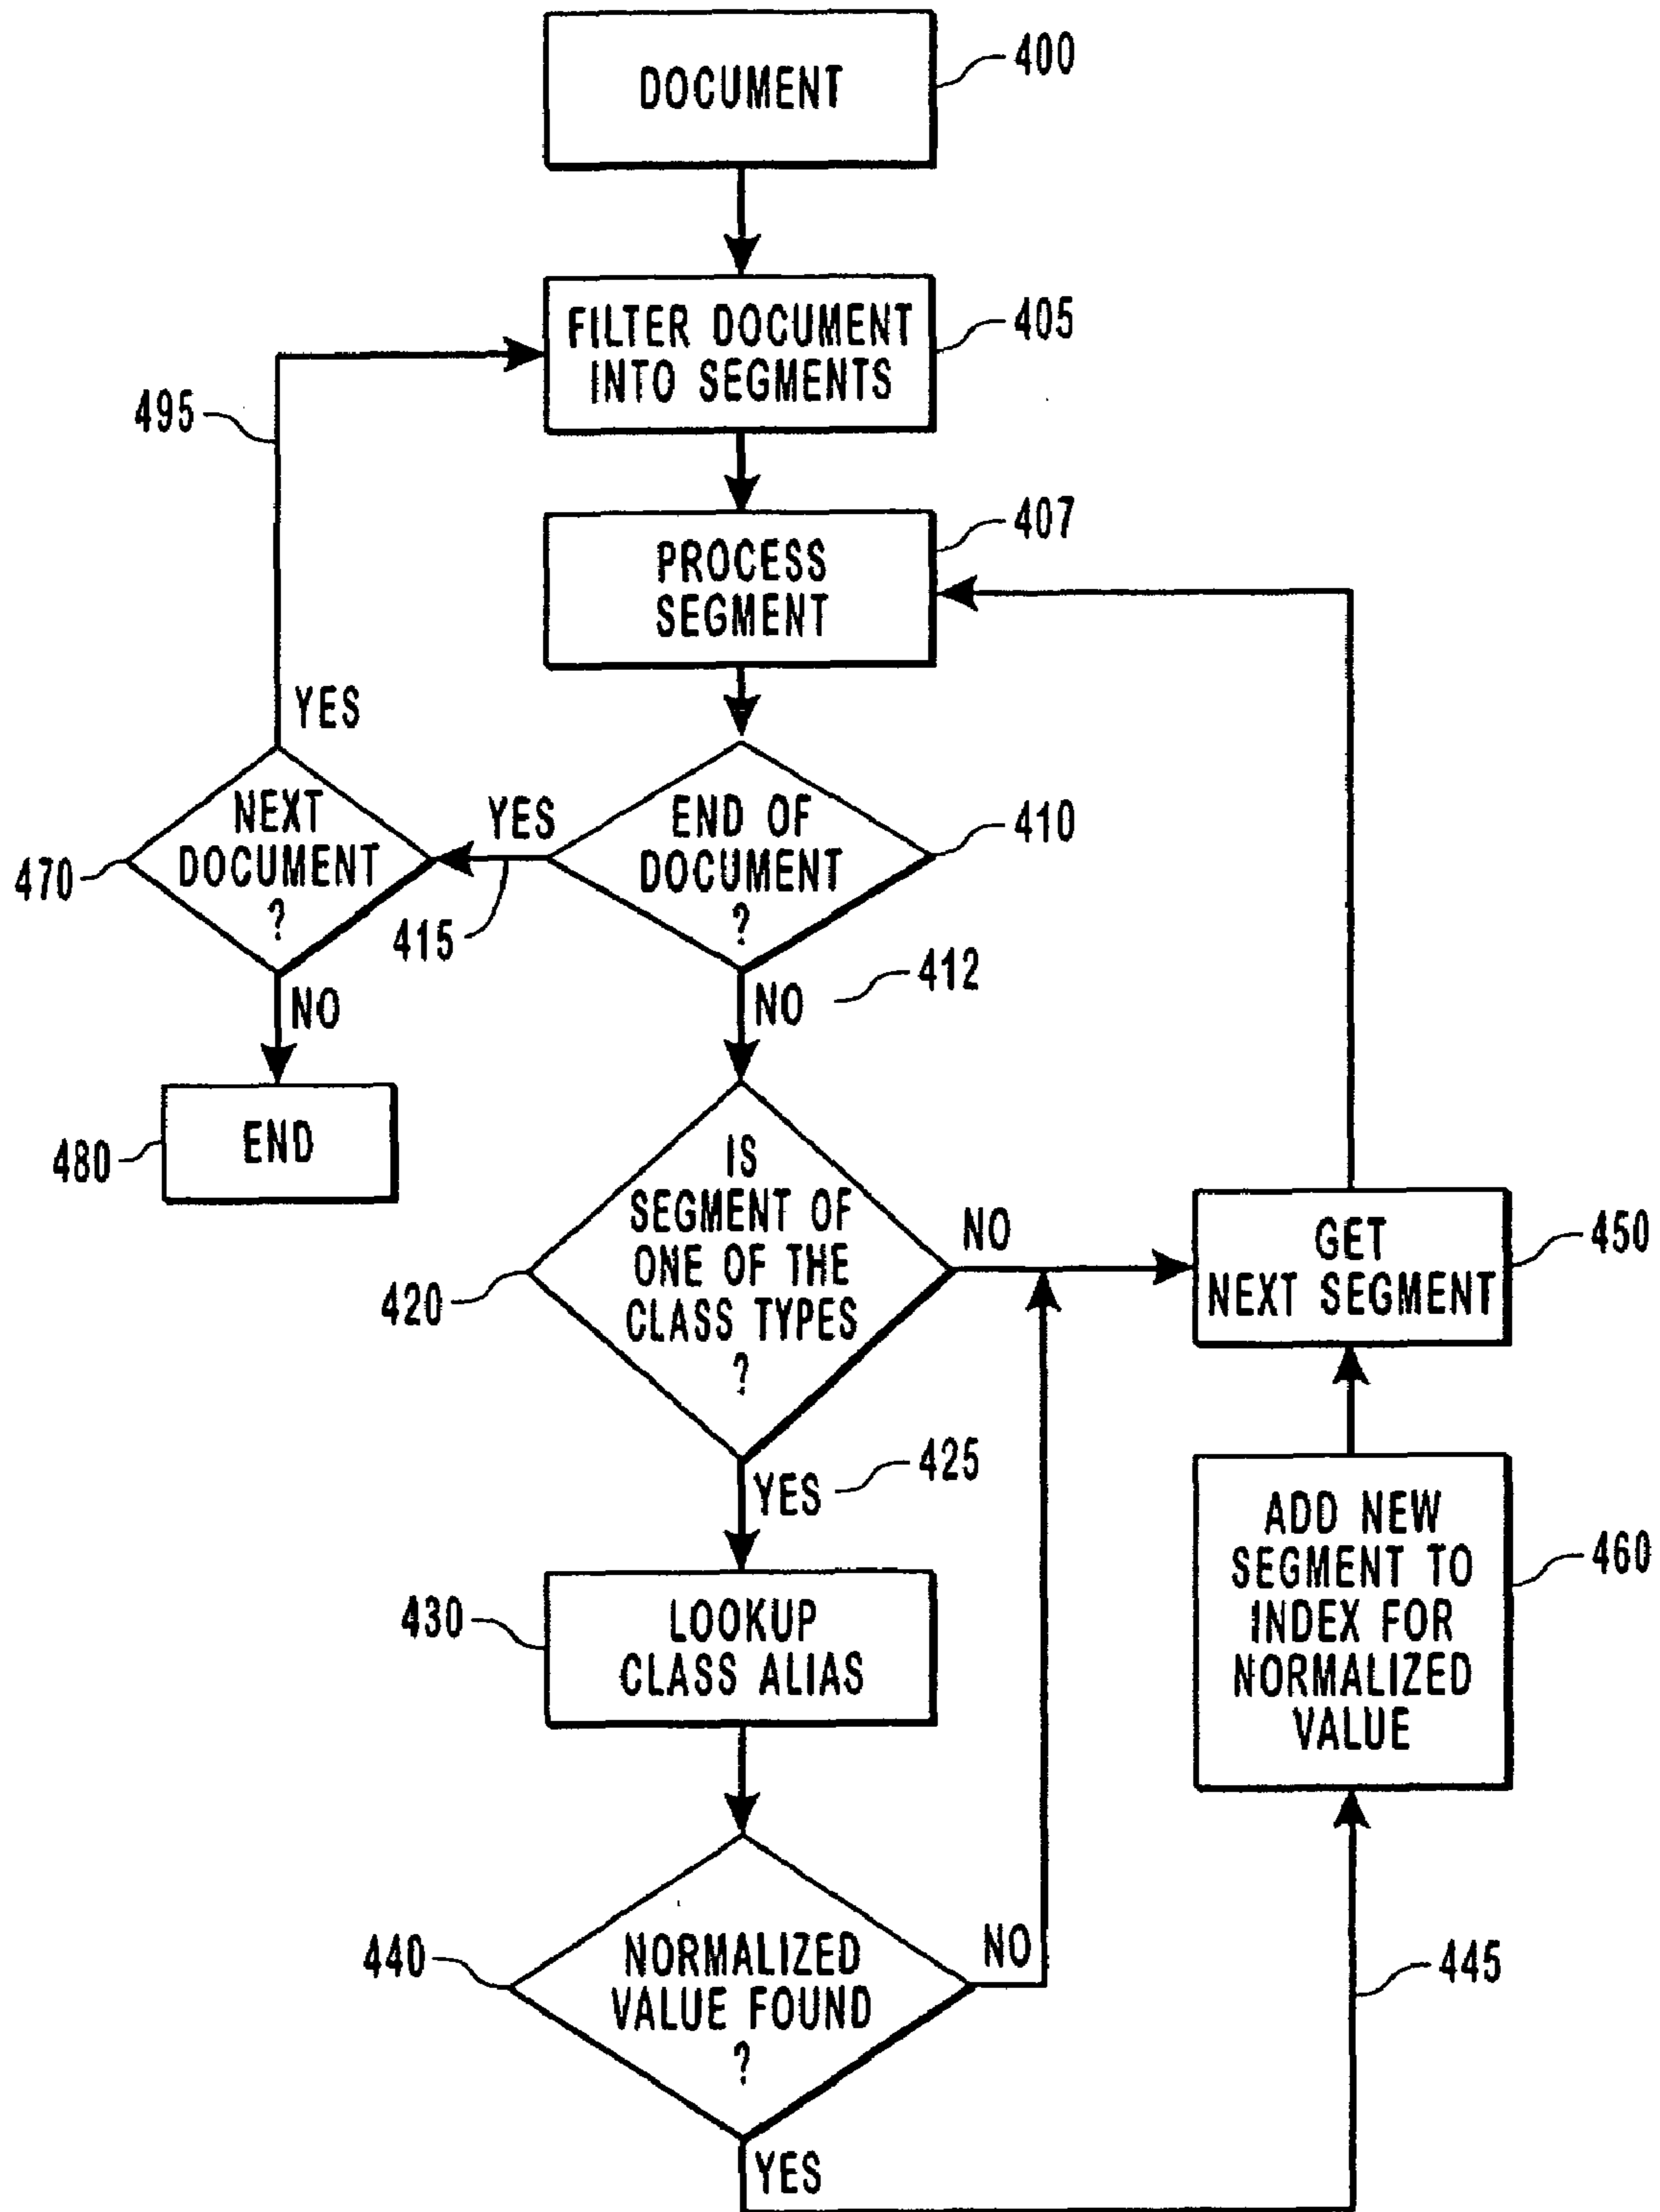 DOCUMENT
400
FILTER DOCUMENT
INTO SEGMENTS
405
495
PROCESS
SEGMENT
407
YES
NEXT
DOCUMENT
?
470
YES
415
END OF
DOCUMENT
?
410
NO
NO
412
END
480
IS
SEGMENT OF
ONE OF THE
CLASS TYPES
?
420
NO
GET
NEXT SEGMENT
450
YES
425
ADD NEW
SEGMENT TO
INDEX FOR
NORMALIZED
VALUE
460
LOOKUP
CLASS ALIAS
430
NORMALIZED
VALUE FOUND
?
440
NO
445
YES